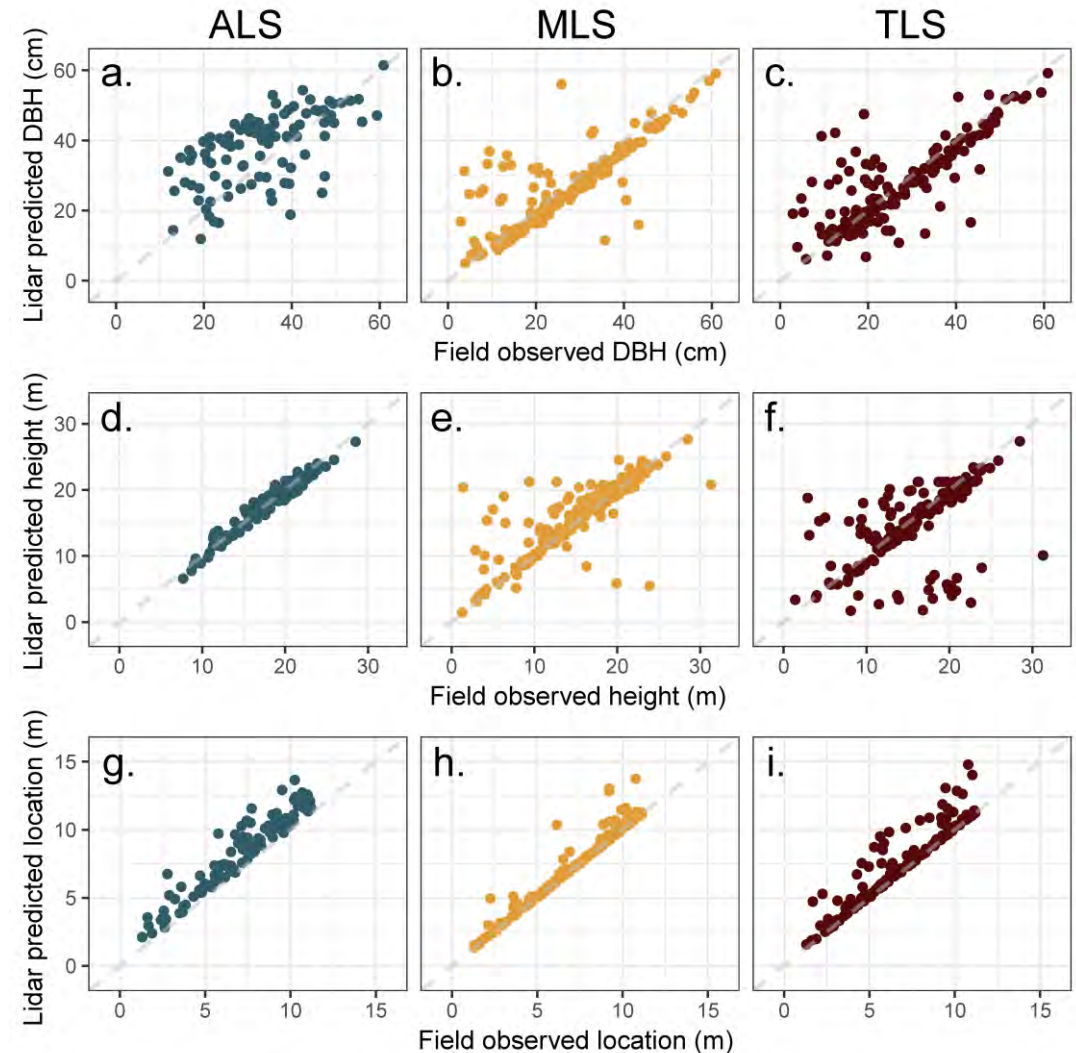 ALS MLS TLS
Lidar predicted DBH (cm)
a. b. c.
60
40
20
0
0 20 40 60 0 20 40 60 0 20 40 60
Field observed DBH (cm)
Lidar predicted height (m)
d. e. f.
30
20
10
0
0 10 20 30 0 10 20 30 0 10 20 30
Field observed height (m)
Lidar predicted location (m)
g. h. i.
15
10
5
0
0 5 10 15 0 5 10 15 0 5 10 15
Field observed location (m)